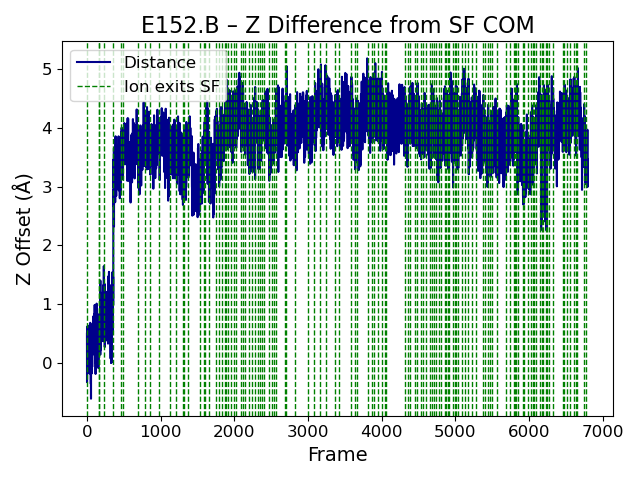 E152.B – Z Difference from SF COM
Distance
Ion exits SF
Z Offset (Å)
5
4
3
2
1
0
0 1000 2000 3000 4000 5000 6000 7000
Frame